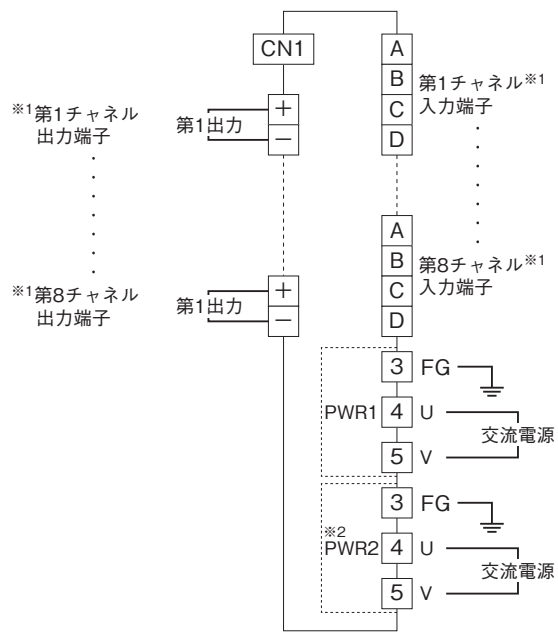 CN1
A
B
C
D
第1チャネル※1
入力端子
※1第1チャネル
出力端子
第1出力
+
−
A
B
C
D
第8チャネル※1
入力端子
※1第8チャネル
出力端子
第1出力
+
−
PWR1
3 FG
4 U
5 V
交流電源
※2
PWR2
3 FG
4 U
5 V
交流電源